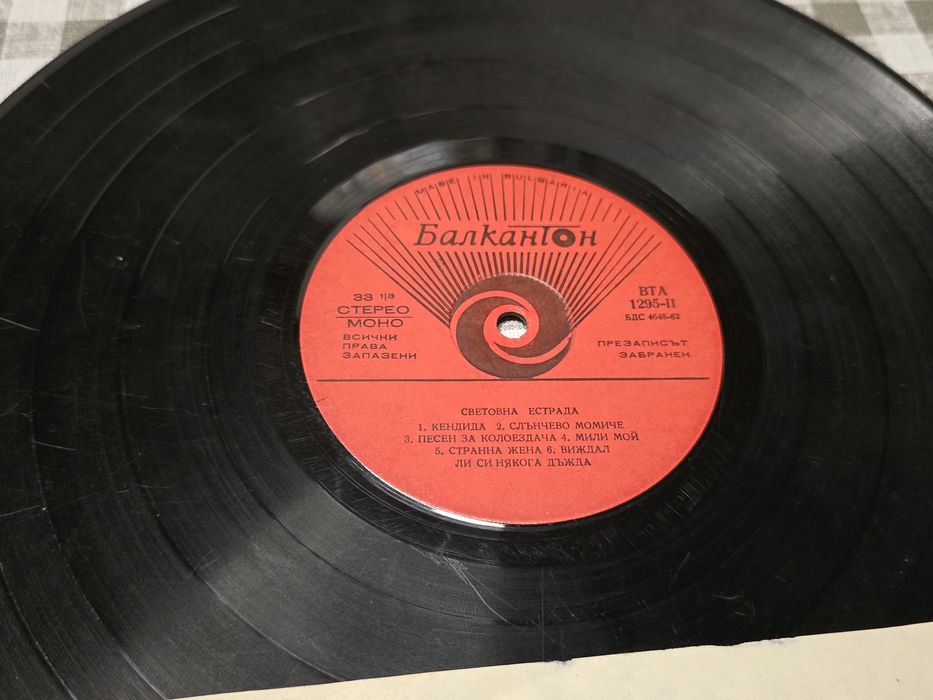 MADE IN BULGARIA
Балкантон
33 1/3
СТЕРЕО
МОНО
ВСИЧКИ
ПРАВА
ЗАПАЗЕНИ
ВТА
1295-II
БДС 4648-62
ПРЕЗАПИСЪТ
ЗАБРАНЕН
СВЕТОВНА ЕСТРАДА
1. КЕНДИДА 2. СЛЪНЧЕВО МОМИЧЕ
3. ПЕСЕН ЗА КОЛОЕЗДАЧА 4. МИЛИ МОЙ
5. СТРАННА ЖЕНА 6. ВИЖДАЛ
ЛИ СИ НЯКОГА ДЪЖДА